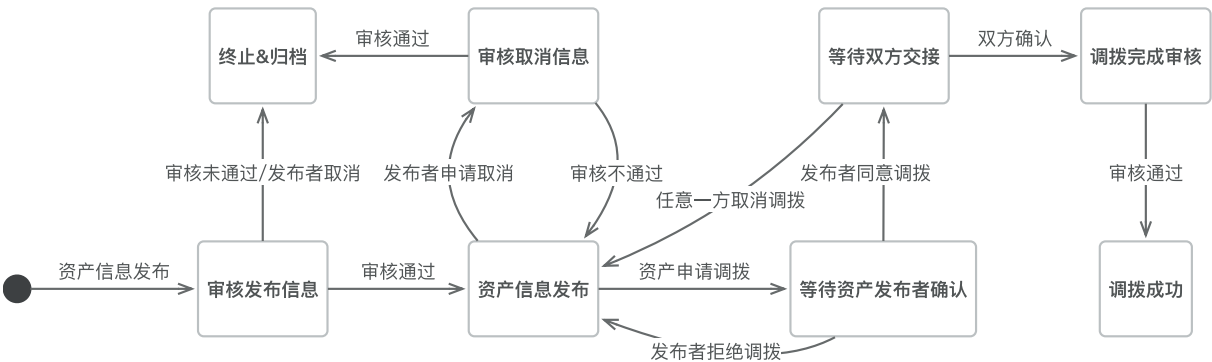 终止&归档
审核通过
审核取消信息
等待双方交接
双方确认
调拨完成审核
审核未通过/发布者取消
发布者申请取消
审核不通过
任意一方取消调拨
发布者同意调拨
审核通过
资产信息发布
审核发布信息
审核通过
资产信息发布
资产申请调拨
等待资产发布者确认
调拨成功
发布者拒绝调拨